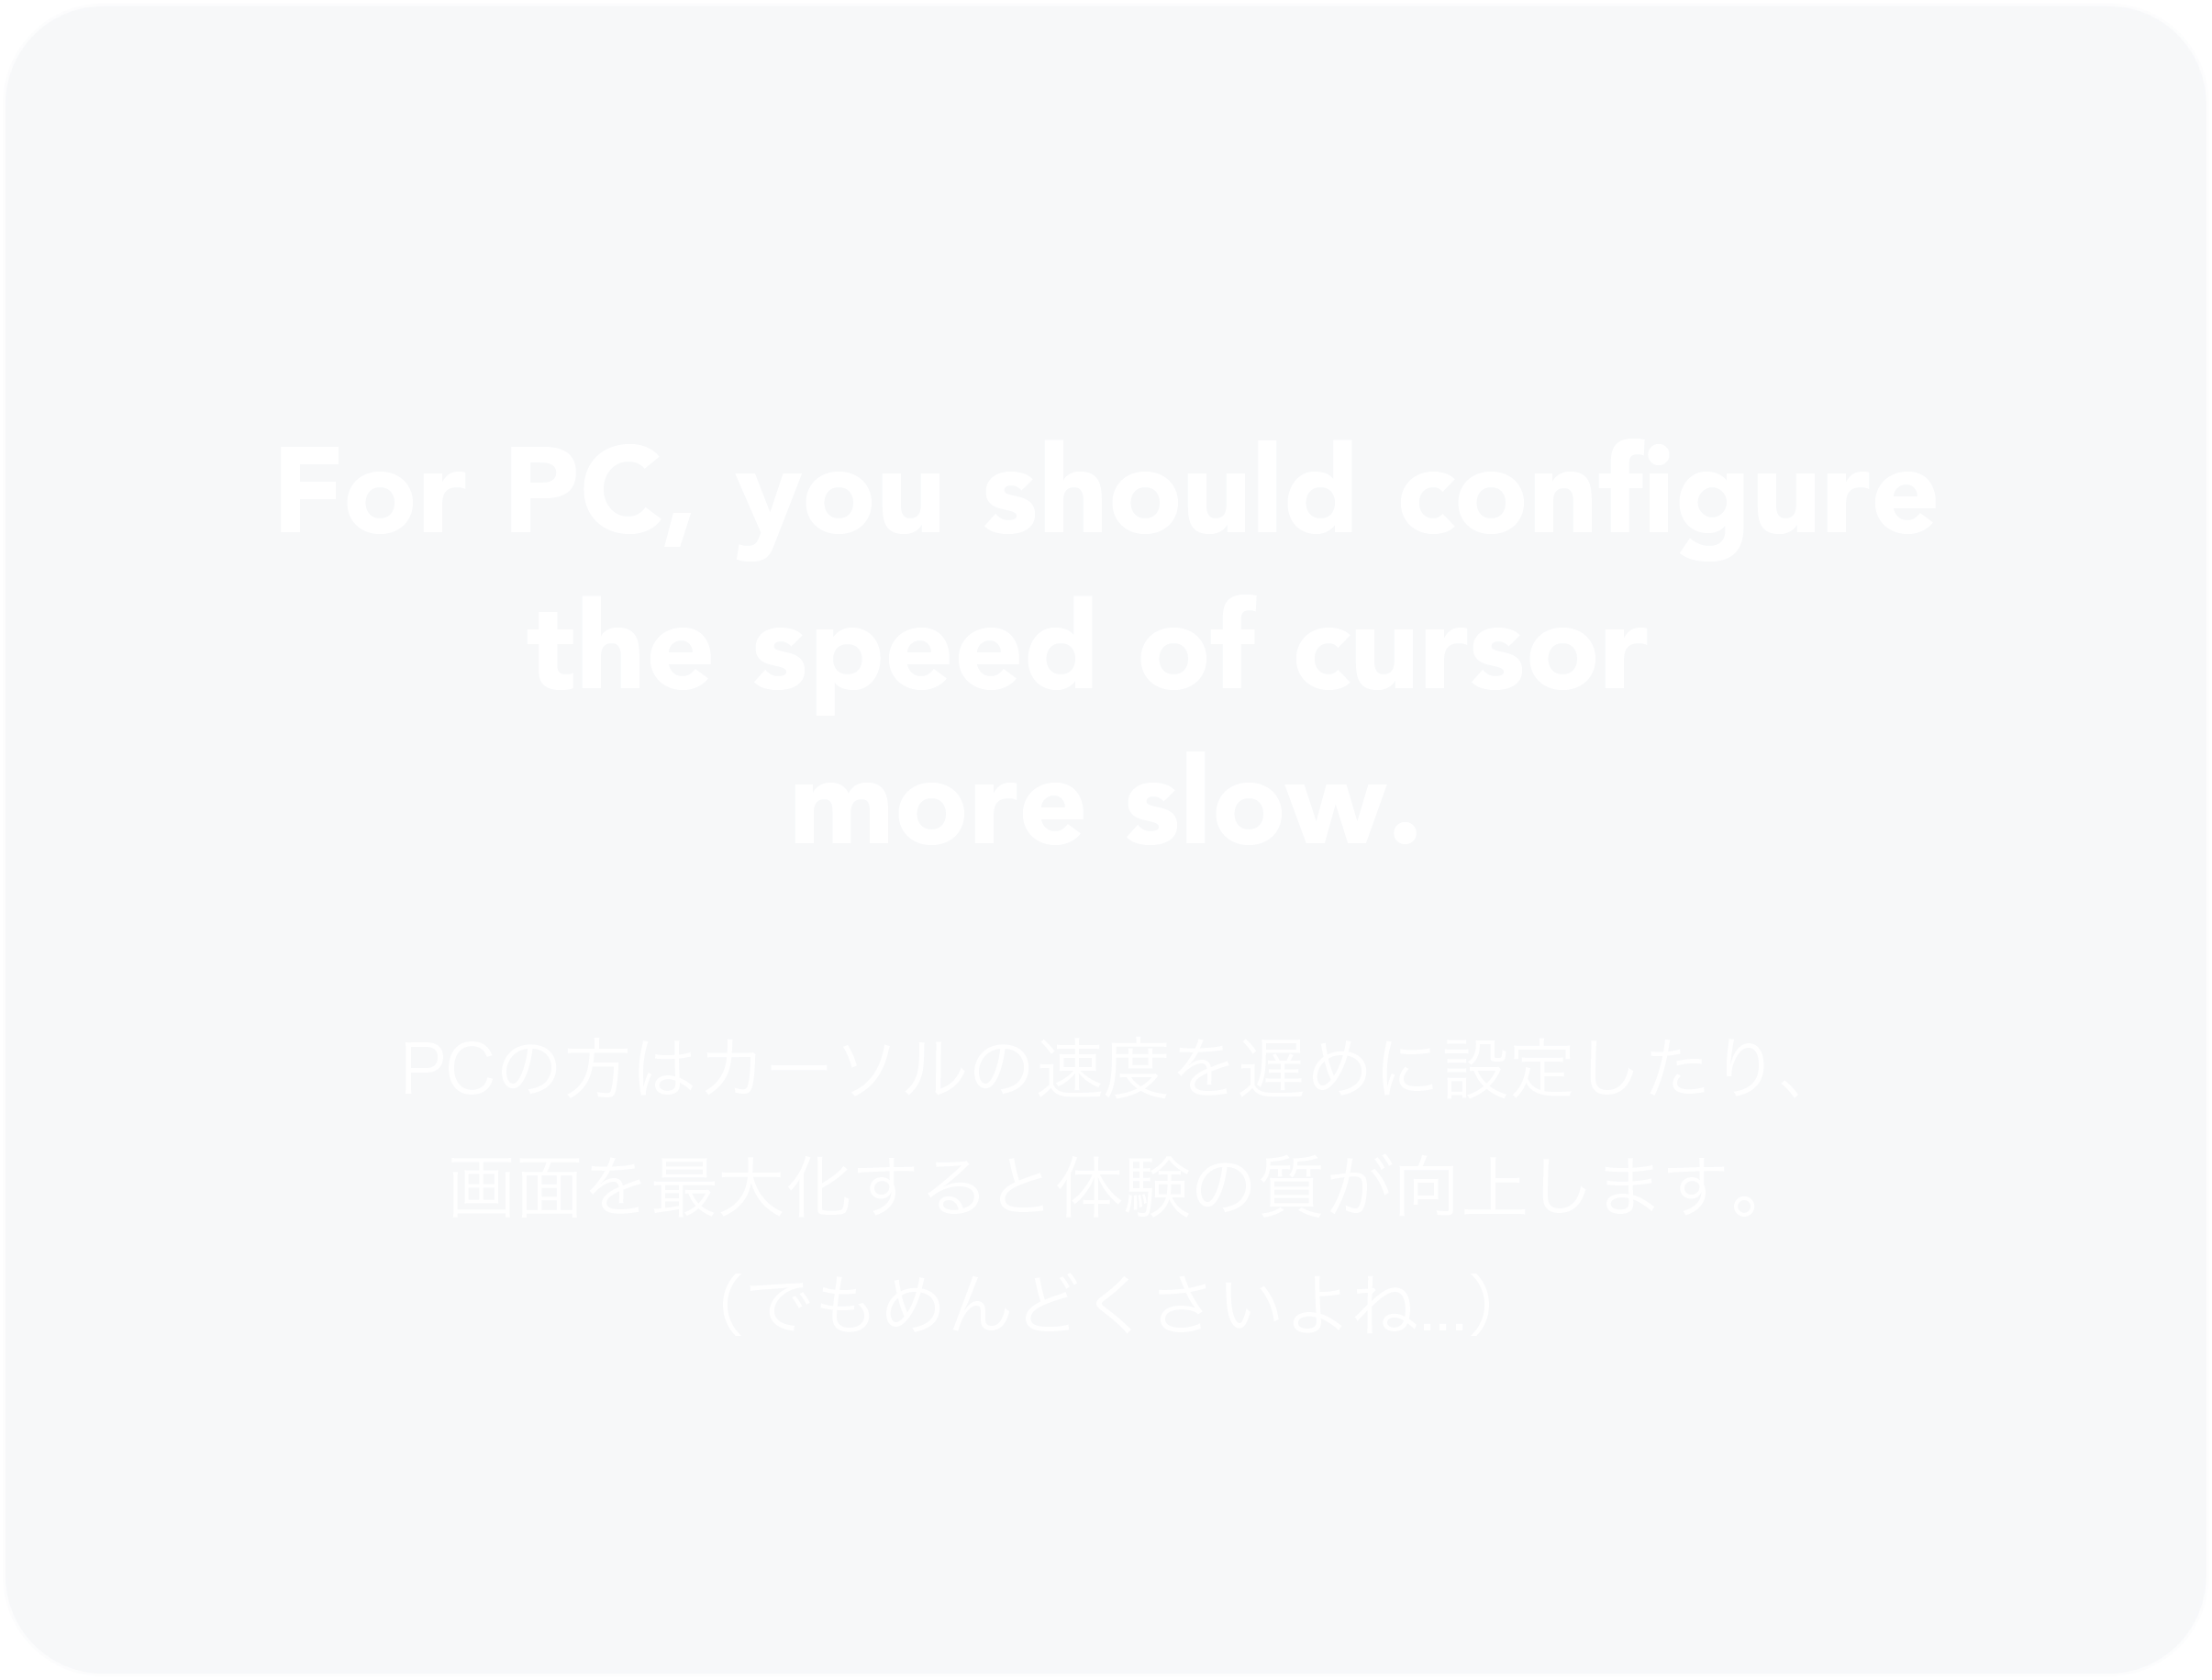 For PC, you should configure
the speed of cursor
more slow.
PCの方はカーソルの速度を遅めに設定したり、
画面を最大化すると体験の質が向上します。
（でもめんどくさいよね...）